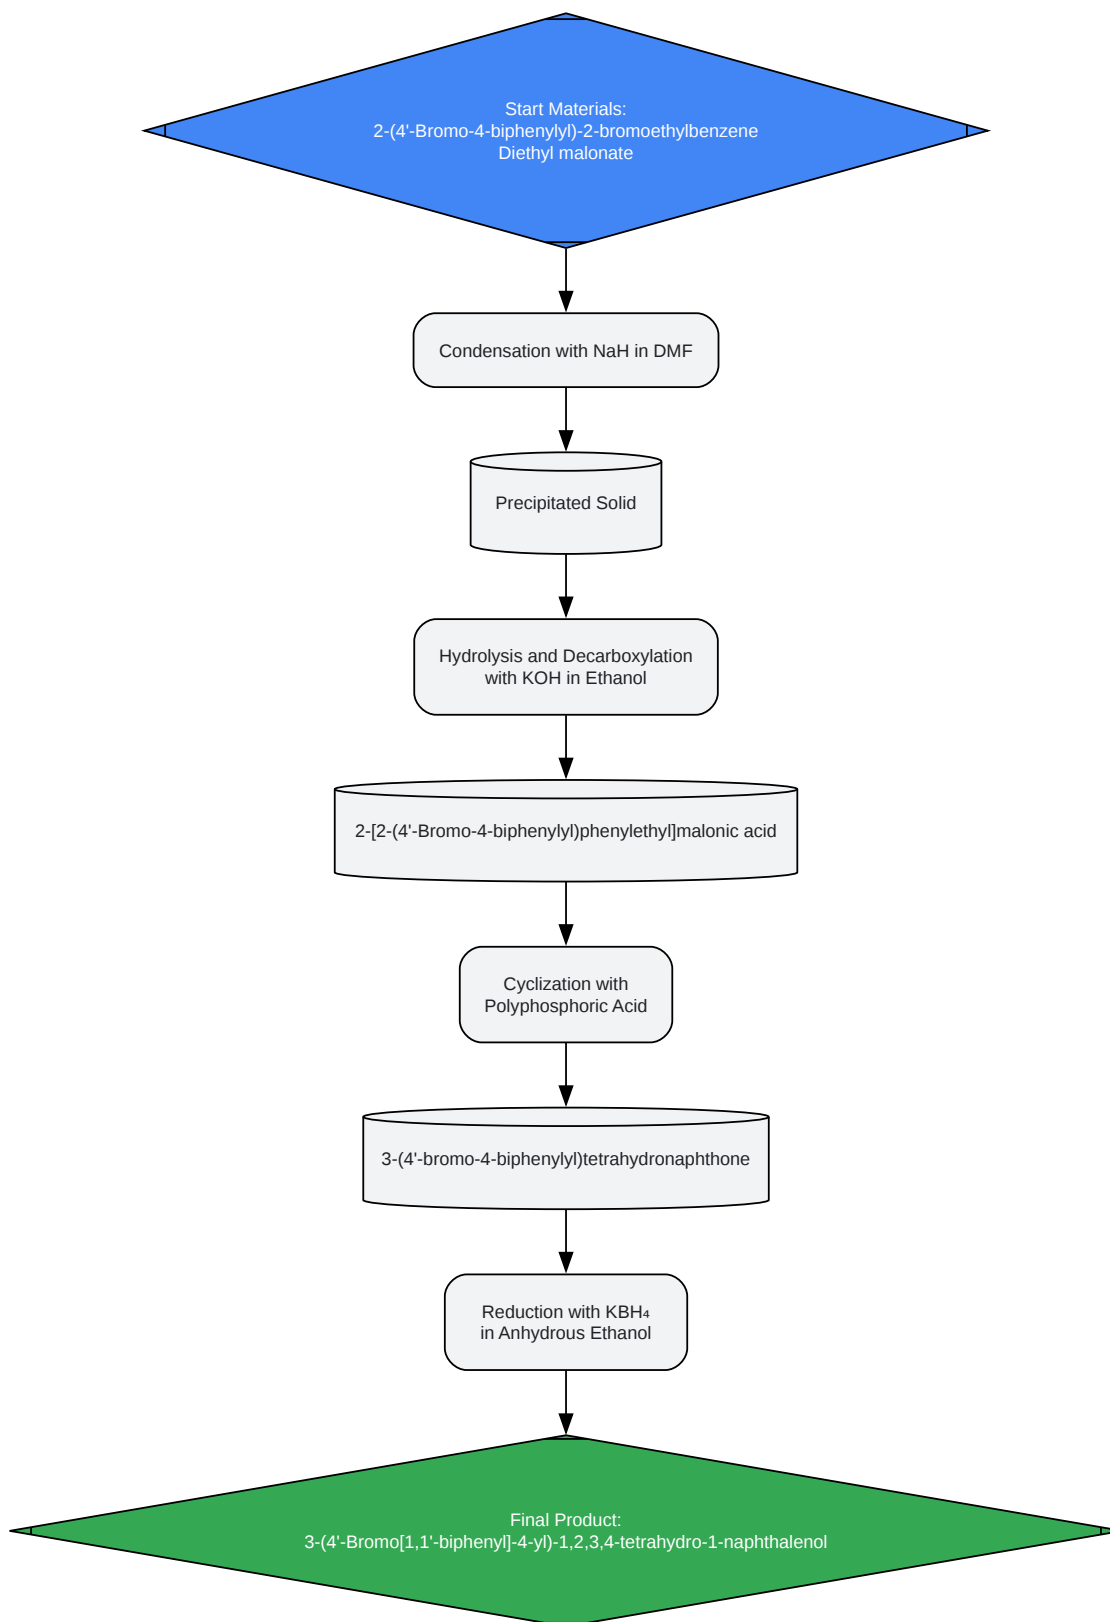 Start Materials:
2-(4'-Bromo-4-biphenylyl)-2-bromoethylbenzene
Diethyl malonate
Condensation with NaH in DMF
Precipitated Solid
Hydrolysis and Decarboxylation
with KOH in Ethanol
2-[2-(4'-Bromo-4-biphenylyl)phenylethyl]malonic acid
Cyclization with
Polyphosphoric Acid
3-(4'-bromo-4-biphenylyl)tetrahydronaphthone
Reduction with KBH₄
in Anhydrous Ethanol
Final Product:
3-(4'-Bromo[1,1'-biphenyl]-4-yl)-1,2,3,4-tetrahydro-1-naphthalenol